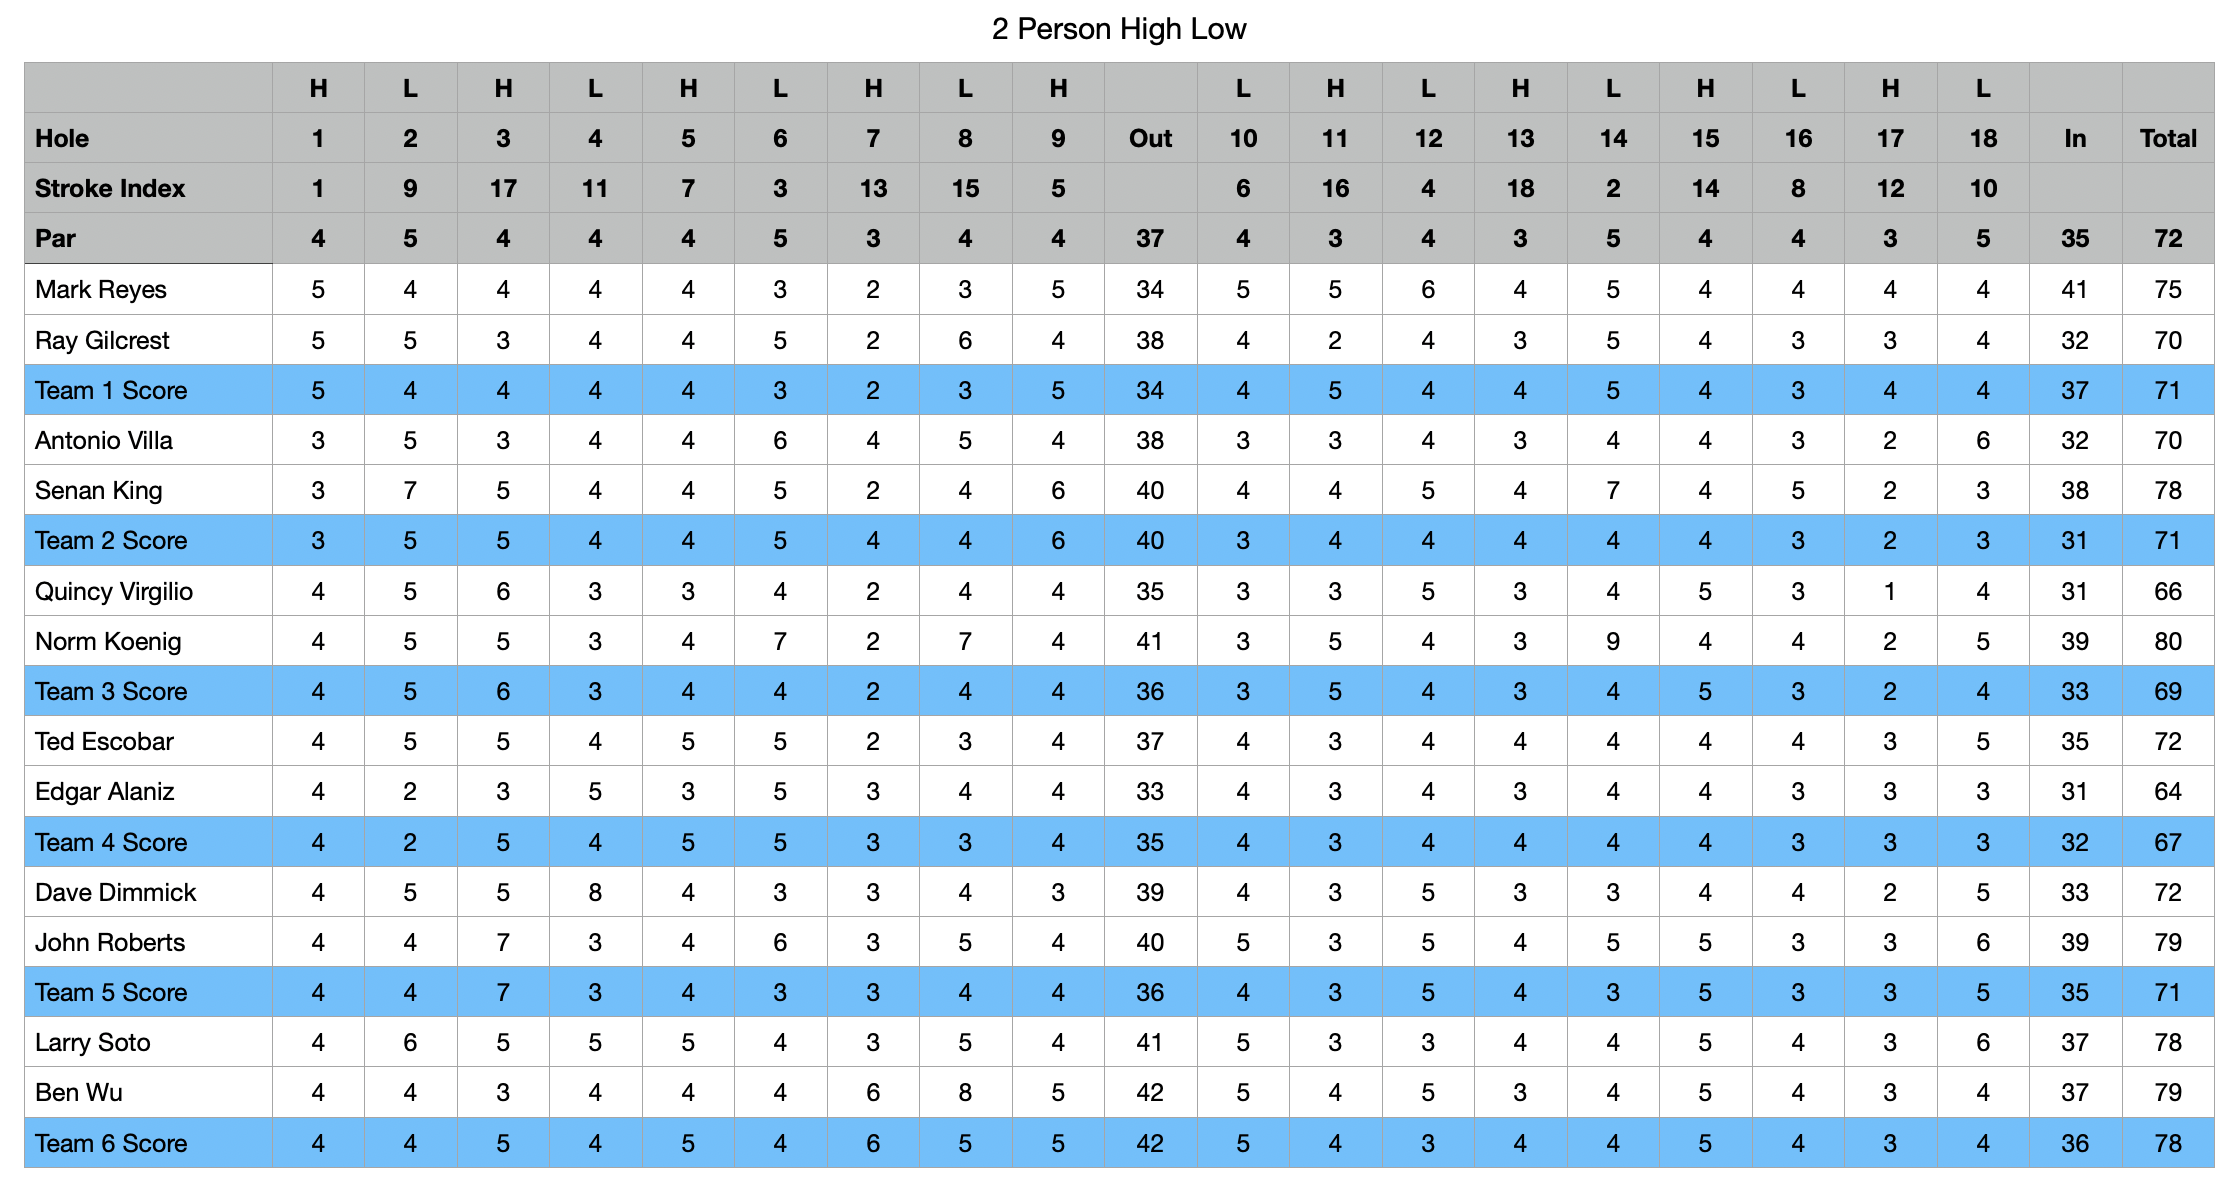 2 Person High Low
H L H L H L H L H L H L H L H L H L
Hole 1 2 3 4 5 6 7 8 9 Out 10 11 12 13 14 15 16 17 18 In Total
Stroke Index 1 9 17 11 7 3 13 15 5 6 16 4 18 2 14 8 12 10
Par 4 5 4 4 4 5 3 4 4 37 4 3 4 3 5 4 4 3 5 35 72
Mark Reyes 5 4 4 4 4 3 2 3 5 34 5 5 6 4 5 4 4 4 4 41 75
Ray Gilcrest 5 5 3 4 4 5 2 6 4 38 4 2 4 3 5 4 3 3 4 32 70
Team 1 Score 5 4 4 4 4 3 2 3 5 34 4 5 4 4 5 4 3 4 4 37 71
Antonio Villa 3 5 3 4 4 6 4 5 4 38 3 3 4 3 4 4 3 2 6 32 70
Senan King 3 7 5 4 4 5 2 4 6 40 4 4 5 4 7 4 5 2 3 38 78
Team 2 Score 3 5 5 4 4 5 4 4 6 40 3 4 4 4 4 4 3 2 3 31 71
Quincy Virgilio 4 5 6 3 3 4 2 4 4 35 3 3 5 3 4 5 3 1 4 31 66
Norm Koenig 4 5 5 3 4 7 2 7 4 41 3 5 4 3 9 4 4 2 5 39 80
Team 3 Score 4 5 6 3 4 4 2 4 4 36 3 5 4 3 4 5 3 2 4 33 69
Ted Escobar 4 5 5 4 5 5 2 3 4 37 4 3 4 4 4 4 4 3 5 35 72
Edgar Alaniz 4 2 3 5 3 5 3 4 4 33 4 3 4 3 4 4 3 3 3 31 64
Team 4 Score 4 2 5 4 5 5 3 3 4 35 4 3 4 4 4 4 3 3 3 32 67
Dave Dimmick 4 5 5 8 4 3 3 4 3 39 4 3 5 3 3 4 4 2 5 33 72
John Roberts 4 4 7 3 4 6 3 5 4 40 5 3 5 4 5 5 3 3 6 39 79
Team 5 Score 4 4 7 3 4 3 3 4 4 36 4 3 5 4 3 5 3 3 5 35 71
Larry Soto 4 6 5 5 5 4 3 5 4 41 5 3 3 4 4 5 4 3 6 37 78
Ben Wu 4 4 3 4 4 4 6 8 5 42 5 4 5 3 4 5 4 3 4 37 79
Team 6 Score 4 4 5 4 5 4 6 5 5 42 5 4 3 4 4 5 4 3 4 36 78